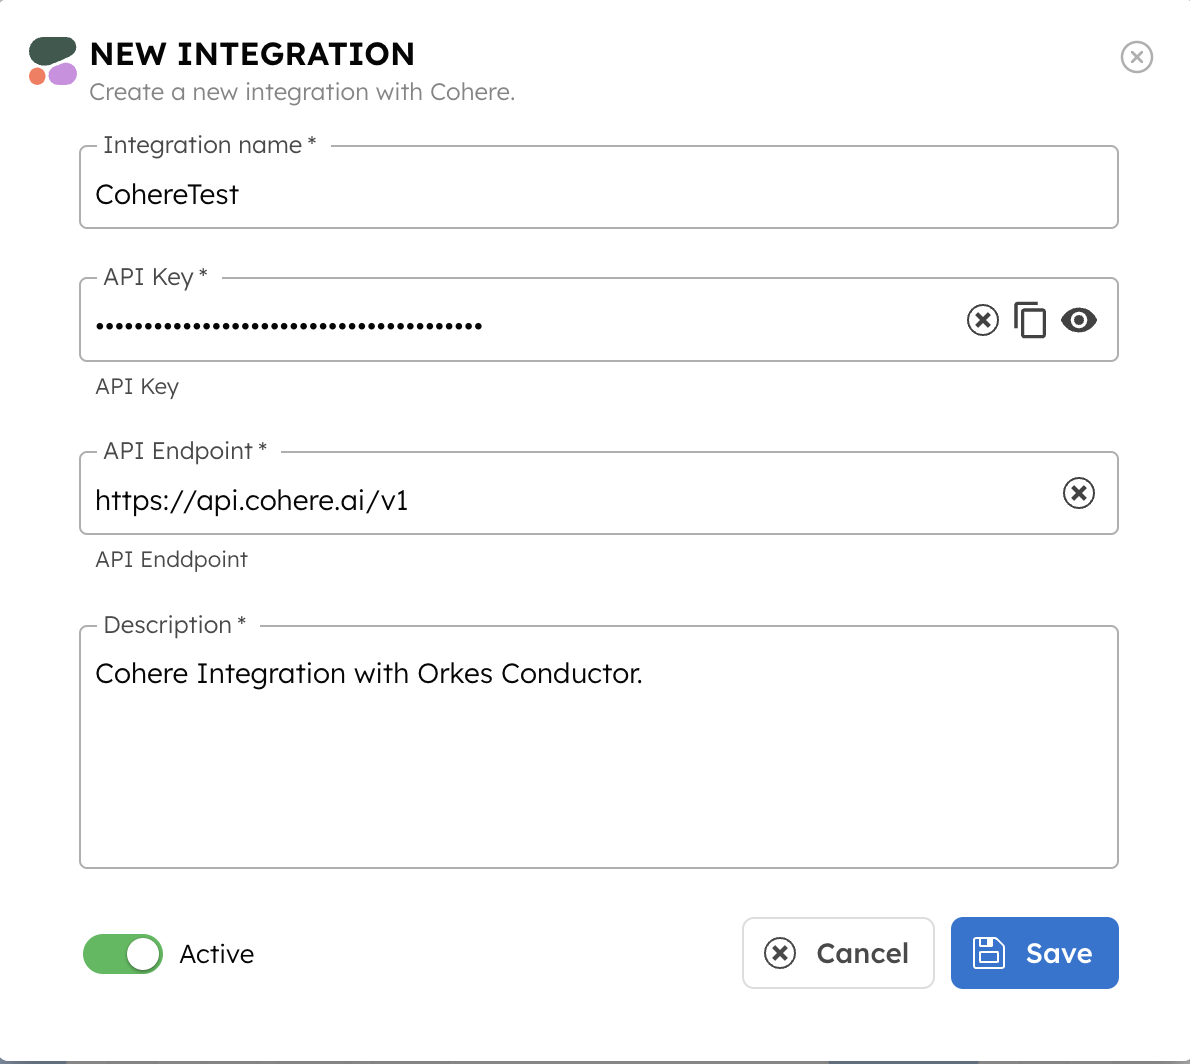 NEW INTEGRATION
Create a new integration with Cohere.
Integration name *
CohereTest
API Key *
••••••••••••••••••••••••••••••••••••••••
API Key
API Endpoint *
https://api.cohere.ai/v1
API Enddpoint
Description *
Cohere Integration with Orkes Conductor.
Active
Cancel
Save